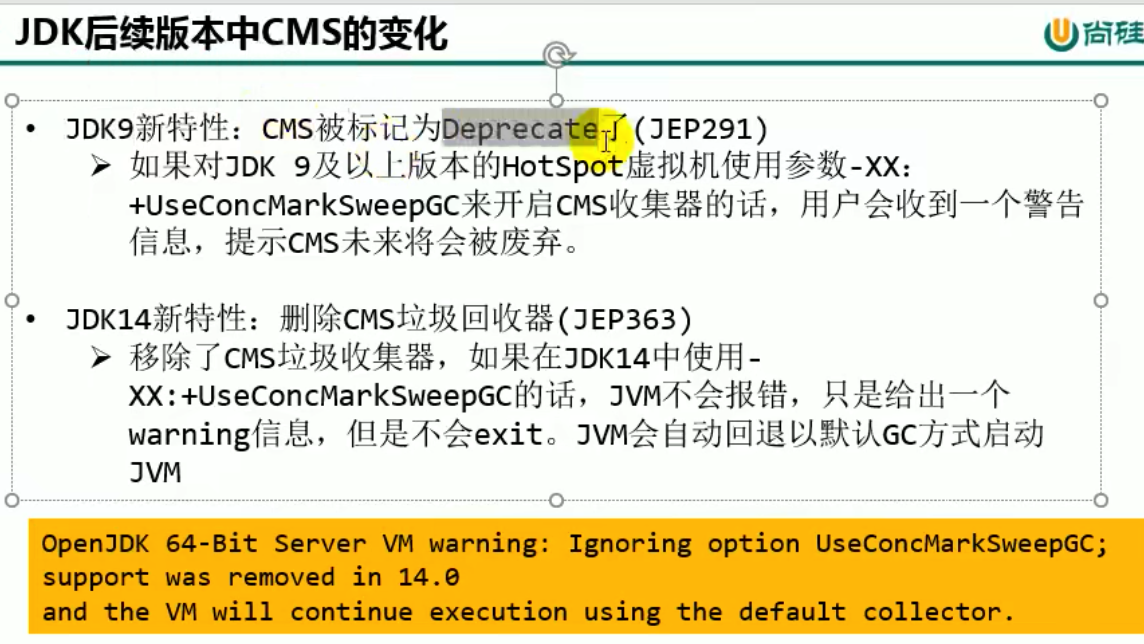 JDK后续版本中CMS的变化
尚硅
• JDK9新特性：CMS被标记为Deprecate了(JEP291)
➢ 如果对JDK 9及以上版本的HotSpot虚拟机使用参数-XX：
+UseConcMarkSweepGC来开启CMS收集器的话，用户会收到一个警告
信息，提示CMS未来将会被废弃。
• JDK14新特性：删除CMS垃圾回收器(JEP363)
➢ 移除了CMS垃圾收集器，如果在JDK14中使用-
XX:+UseConcMarkSweepGC的话，JVM不会报错，只是给出一个
warning信息，但是不会exit。JVM会自动回退以默认GC方式启动
JVM
OpenJDK 64-Bit Server VM warning: Ignoring option UseConcMarkSweepGC;
support was removed in 14.0
and the VM will continue execution using the default collector.